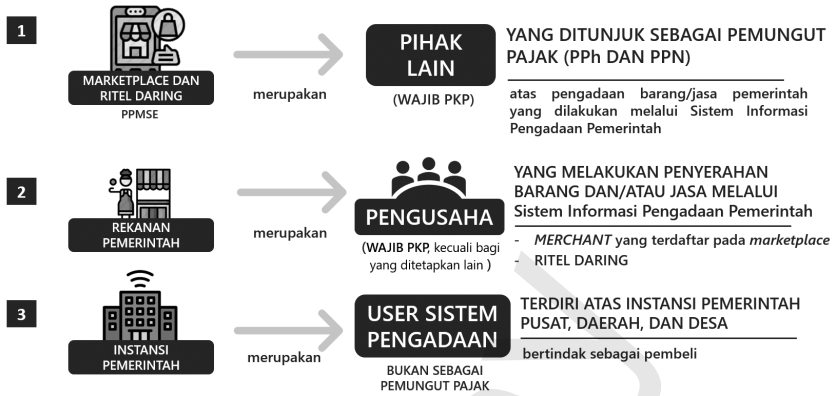 1
MARKETPLACE DAN
RITEL DARING
PPMSE
merupakan
PIHAK
LAIN
(WAJIB PKP)
YANG DITUNJUK SEBAGAI PEMUNGUT
PAJAK (PPh DAN PPN)
atas pengadaan barang/jasa pemerintah
yang dilakukan melalui Sistem Informasi
Pengadaan Pemerintah
2
REKANAN
PEMERINTAH
merupakan
PENGUSAHA
(WAJIB PKP, kecuali bagi
yang ditetapkan lain )
YANG MELAKUKAN PENYERAHAN
BARANG DAN/ATAU JASA MELALUI
Sistem Informasi Pengadaan Pemerintah
- MERCHANT yang terdaftar pada marketplace
- RITEL DARING
3
INSTANSI
PEMERINTAH
merupakan
USER SISTEM
PENGADAAN
BUKAN SEBAGAI
PEMUNGUT PAJAK
TERDIRI ATAS INSTANSI PEMERINTAH
PUSAT, DAERAH, DAN DESA
bertindak sebagai pembeli